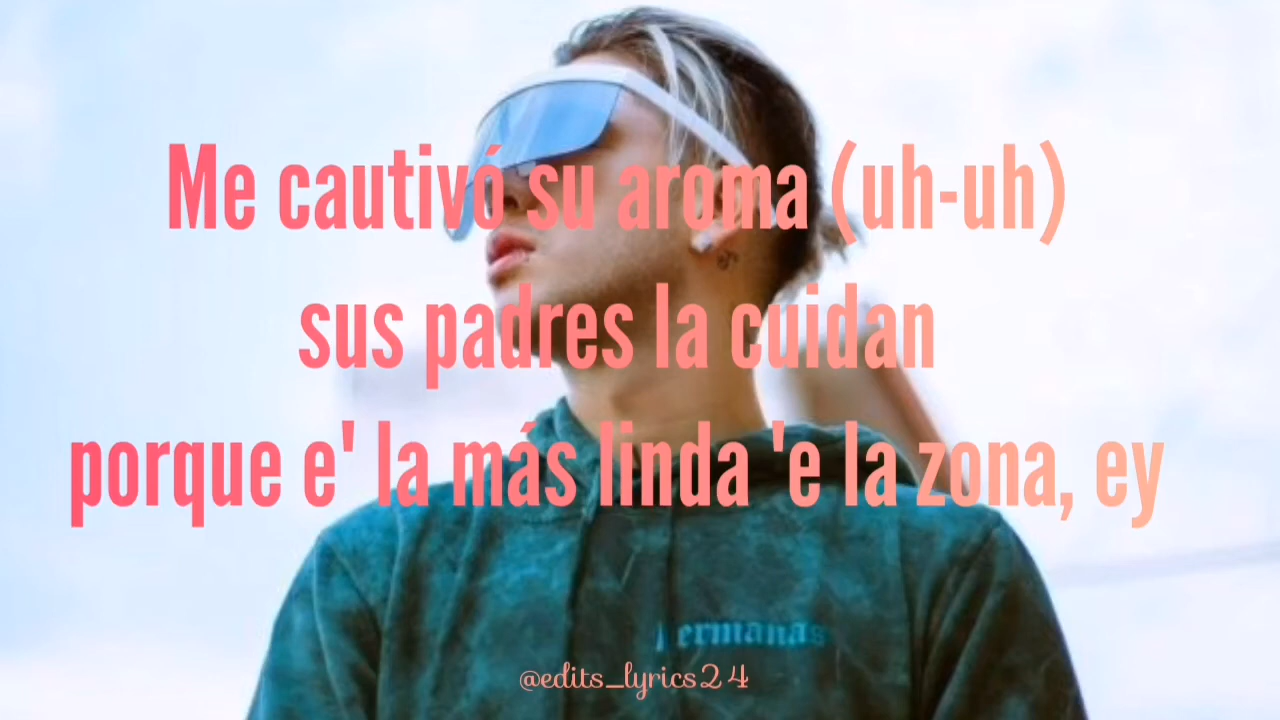 Me cautivó su aroma (uh-uh)
sus padres la cuidan
porque e' la más linda 'e la zona, ey
ermanas
@edits_lyrics24